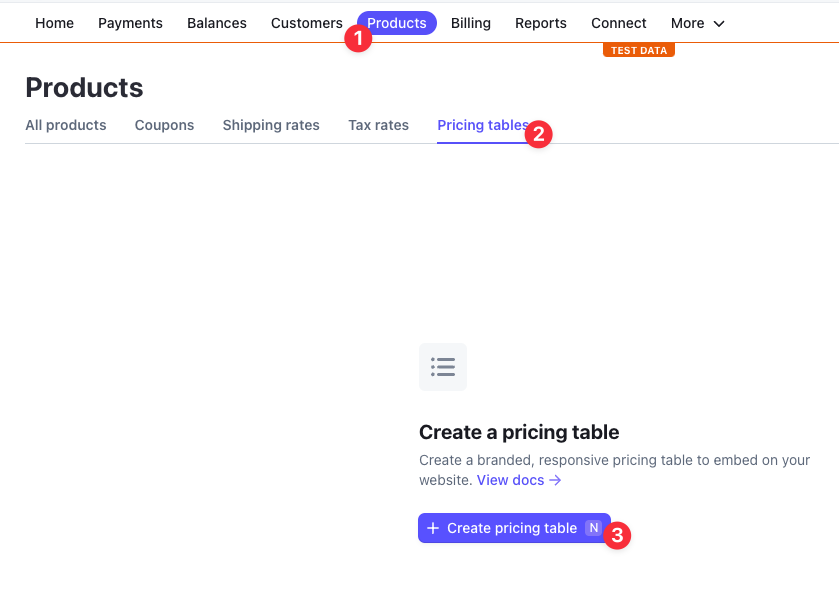 Home Payments Balances Customers Products Billing Reports Connect More
1
TEST DATA
Products
All products Coupons Shipping rates Tax rates Pricing tables 2
Create a pricing table
Create a branded, responsive pricing table to embed on your
website. View docs →
+ Create pricing table N 3